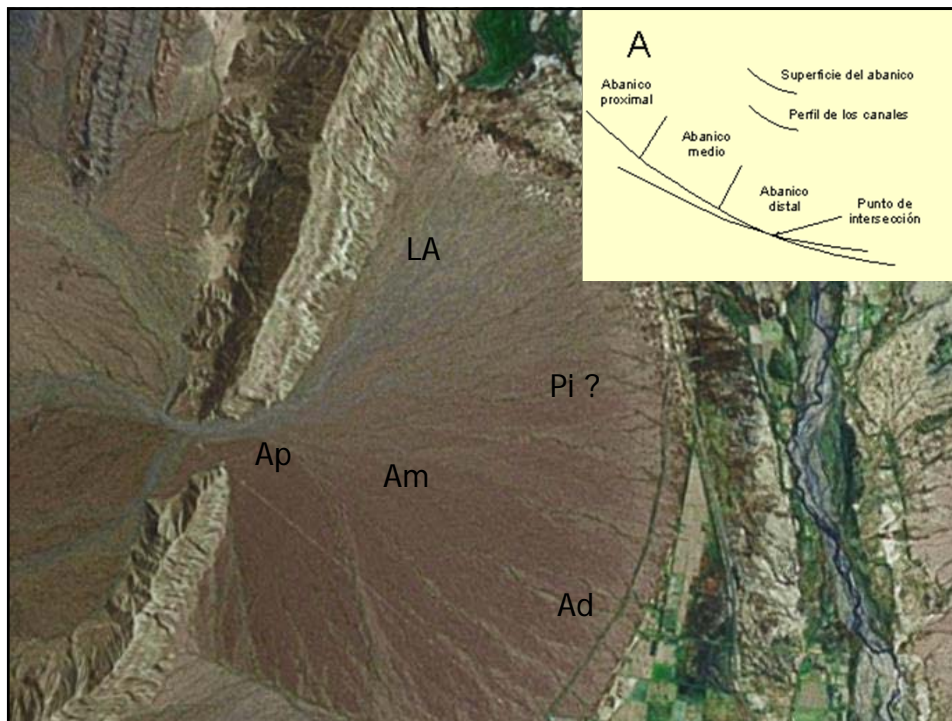 A
Abanico
proximal
Superficie del abanico
Perfil de los canales
Abanico
medio
Abanico
distal
Punto de
intersección
LA
Pi ?
Ap
Am
Ad